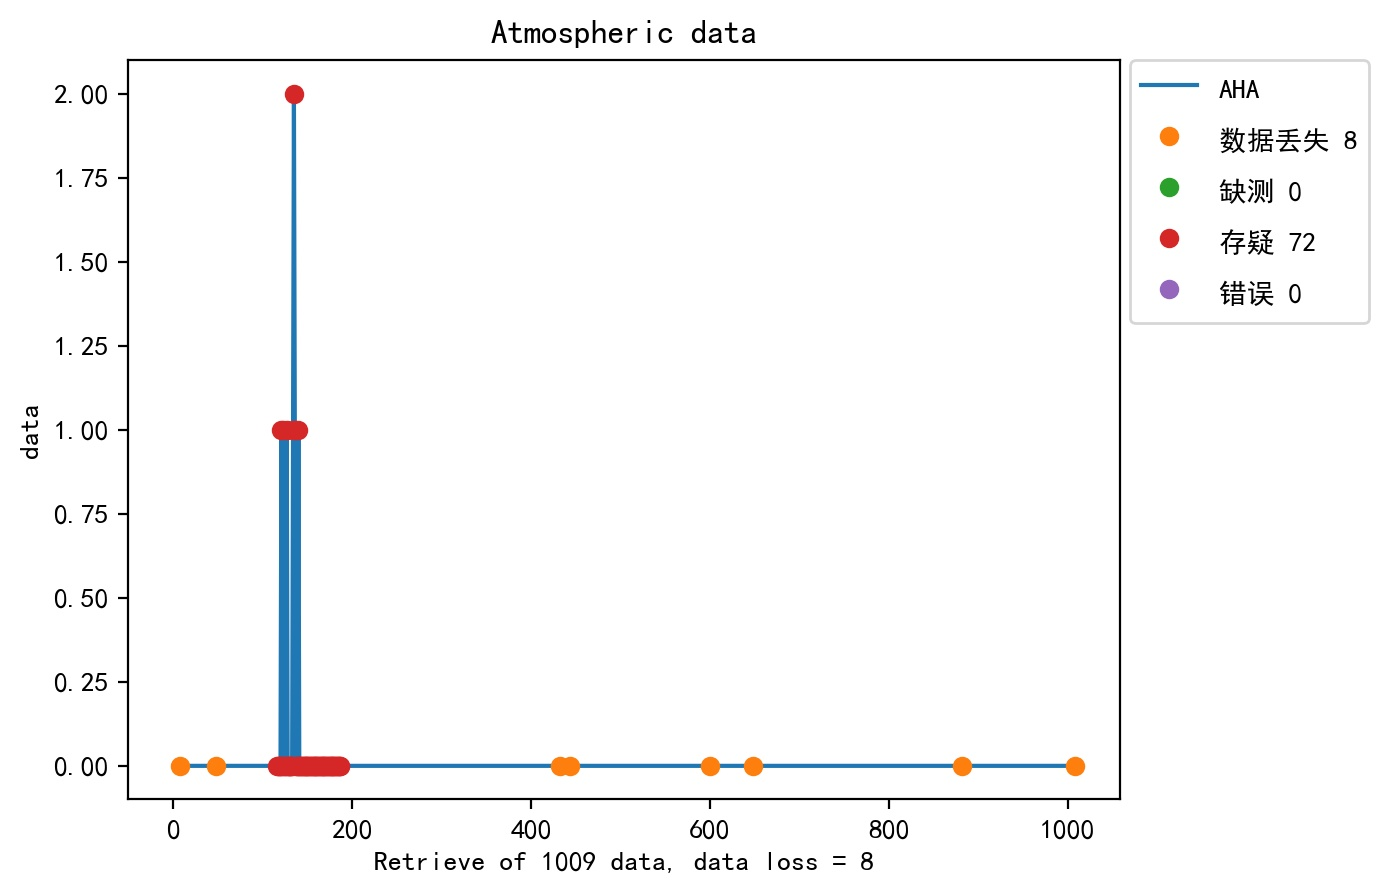 Atmospheric data
2.00
1.75
1.50
1.25
1.00
0.75
0.50
0.25
0.00
data
0 200 400 600 800 1000
Retrieve of 1009 data, data loss = 8
AHA
数据丢失 8
缺测 0
存疑 72
错误 0